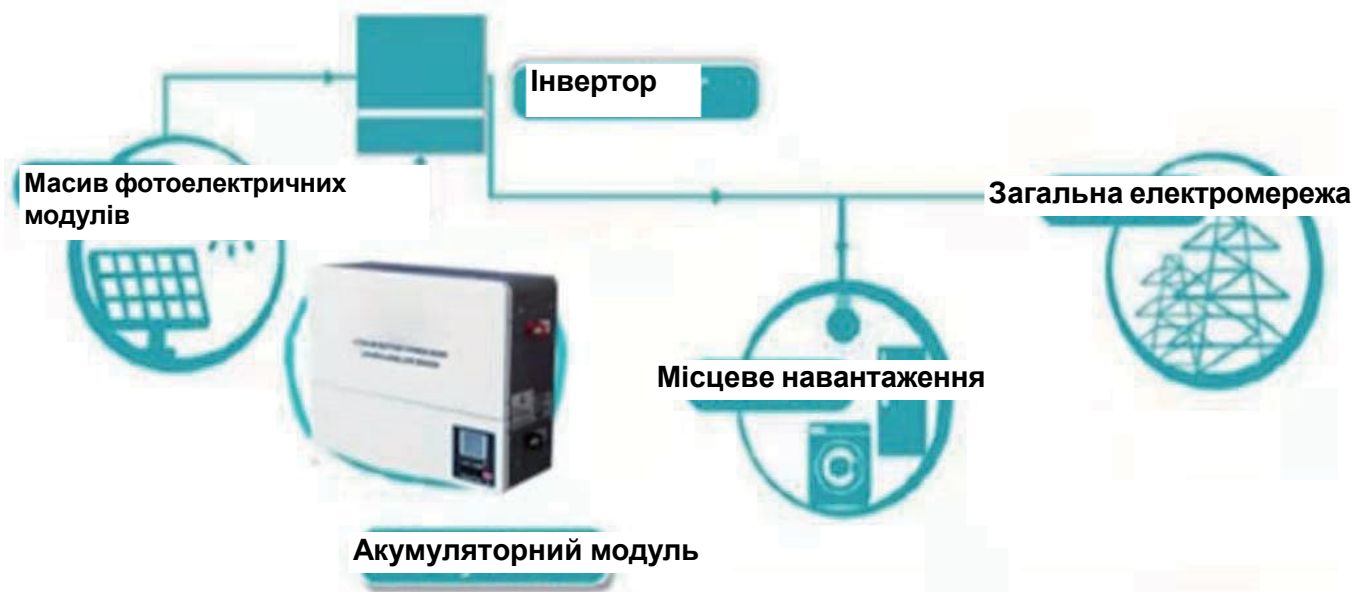 Інвертор
Масив фотоелектричних
модулів
Загальна електромережа
Місцеве навантаження
Акумуляторний модуль